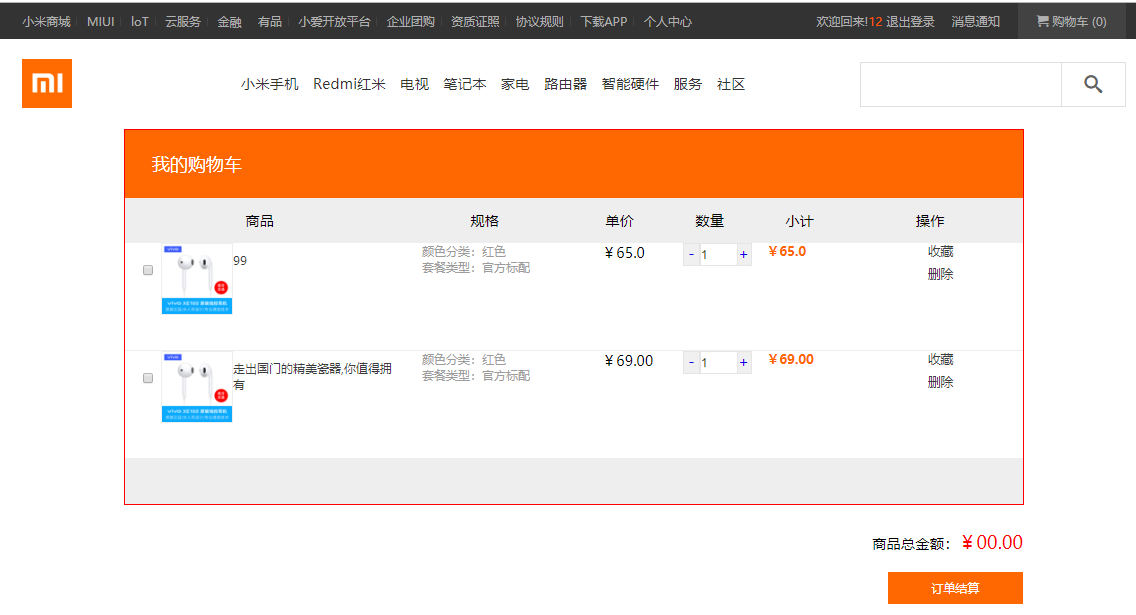 小米商城 MIUI IoT 云服务 金融 有品 小爱开放平台 企业团购 资质证照 协议规则 下载APP 个人中心 欢迎回来!12 退出登录 消息通知 购物车 (0)
小米手机 Redmi红米 电视 笔记本 家电 路由器 智能硬件 服务 社区
我的购物车
商品 规格 单价 数量 小计 操作
vivo
99
颜色分类：红色
套餐类型：官方标配
¥ 65.0
- 1 +
¥ 65.0
收藏
删除
vivo
走出国门的精美瓷器,你值得拥
有
颜色分类：红色
套餐类型：官方标配
¥ 69.00
- 1 +
¥ 69.00
收藏
删除
商品总金额： ¥ 00.00
订单结算